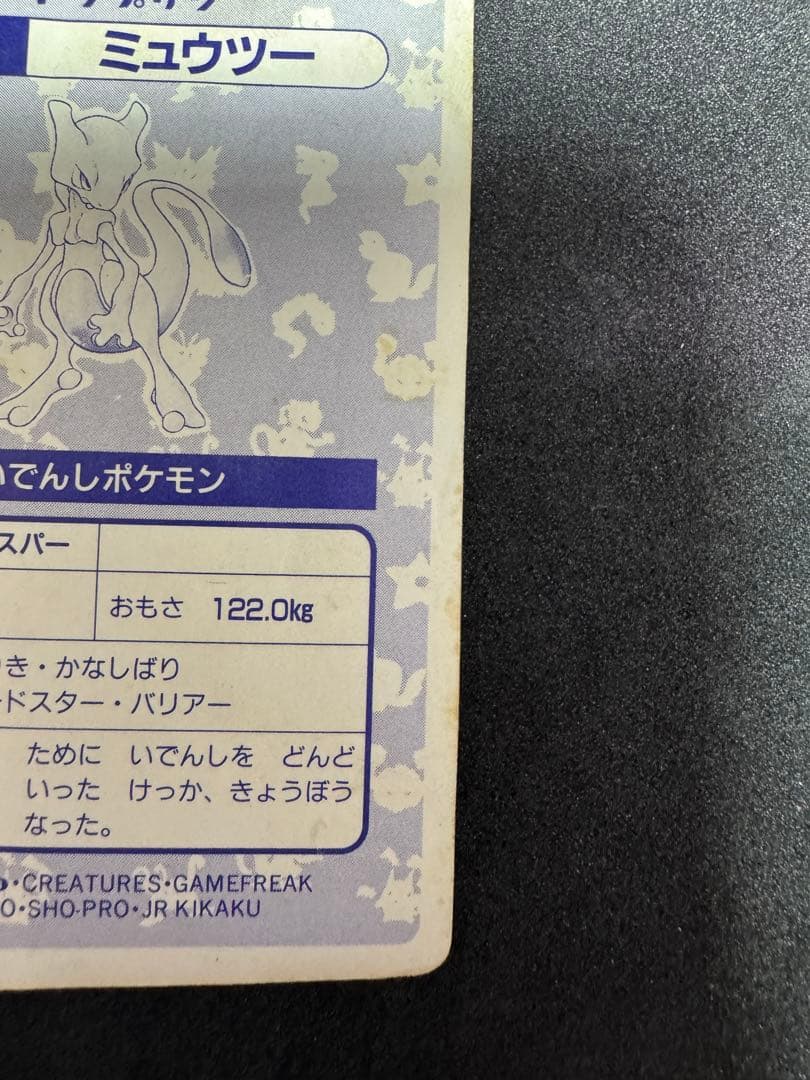 ミュウツー
いでんしポケモン
スパー
おもさ 122.0kg
き・かなしばり
ドスター・バリアー
ために いでんしを どんど
いった けっか、きょうぼう
なった。
・CREATURES・GAMEFREAK
O・SHO-PRO・JR KIKAKU